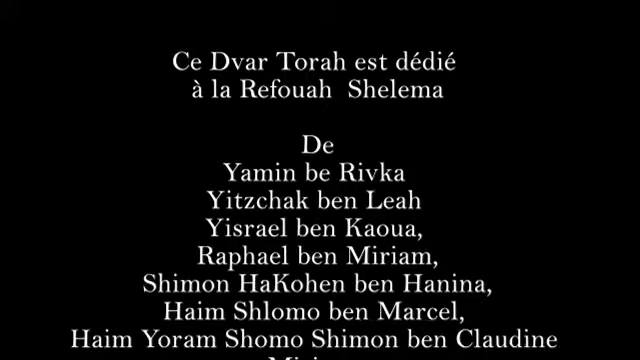 Ce Dvar Torah est dédié
à la Refouah Shelema
De
Yamin be Rivka
Yitzchak ben Leah
Yisrael ben Kaoua,
Raphael ben Miriam,
Shimon HaKohen ben Hanina,
Haim Shlomo ben Marcel,
Haim Yoram Shomo Shimon ben Claudine